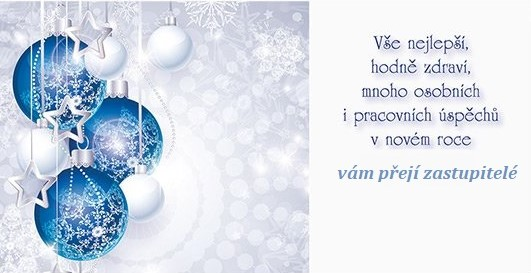 Vše nejlepší,
hodně zdraví,
mnoho osobních
i pracovních úspěchů
v novém roce
vám přejí zastupitelé